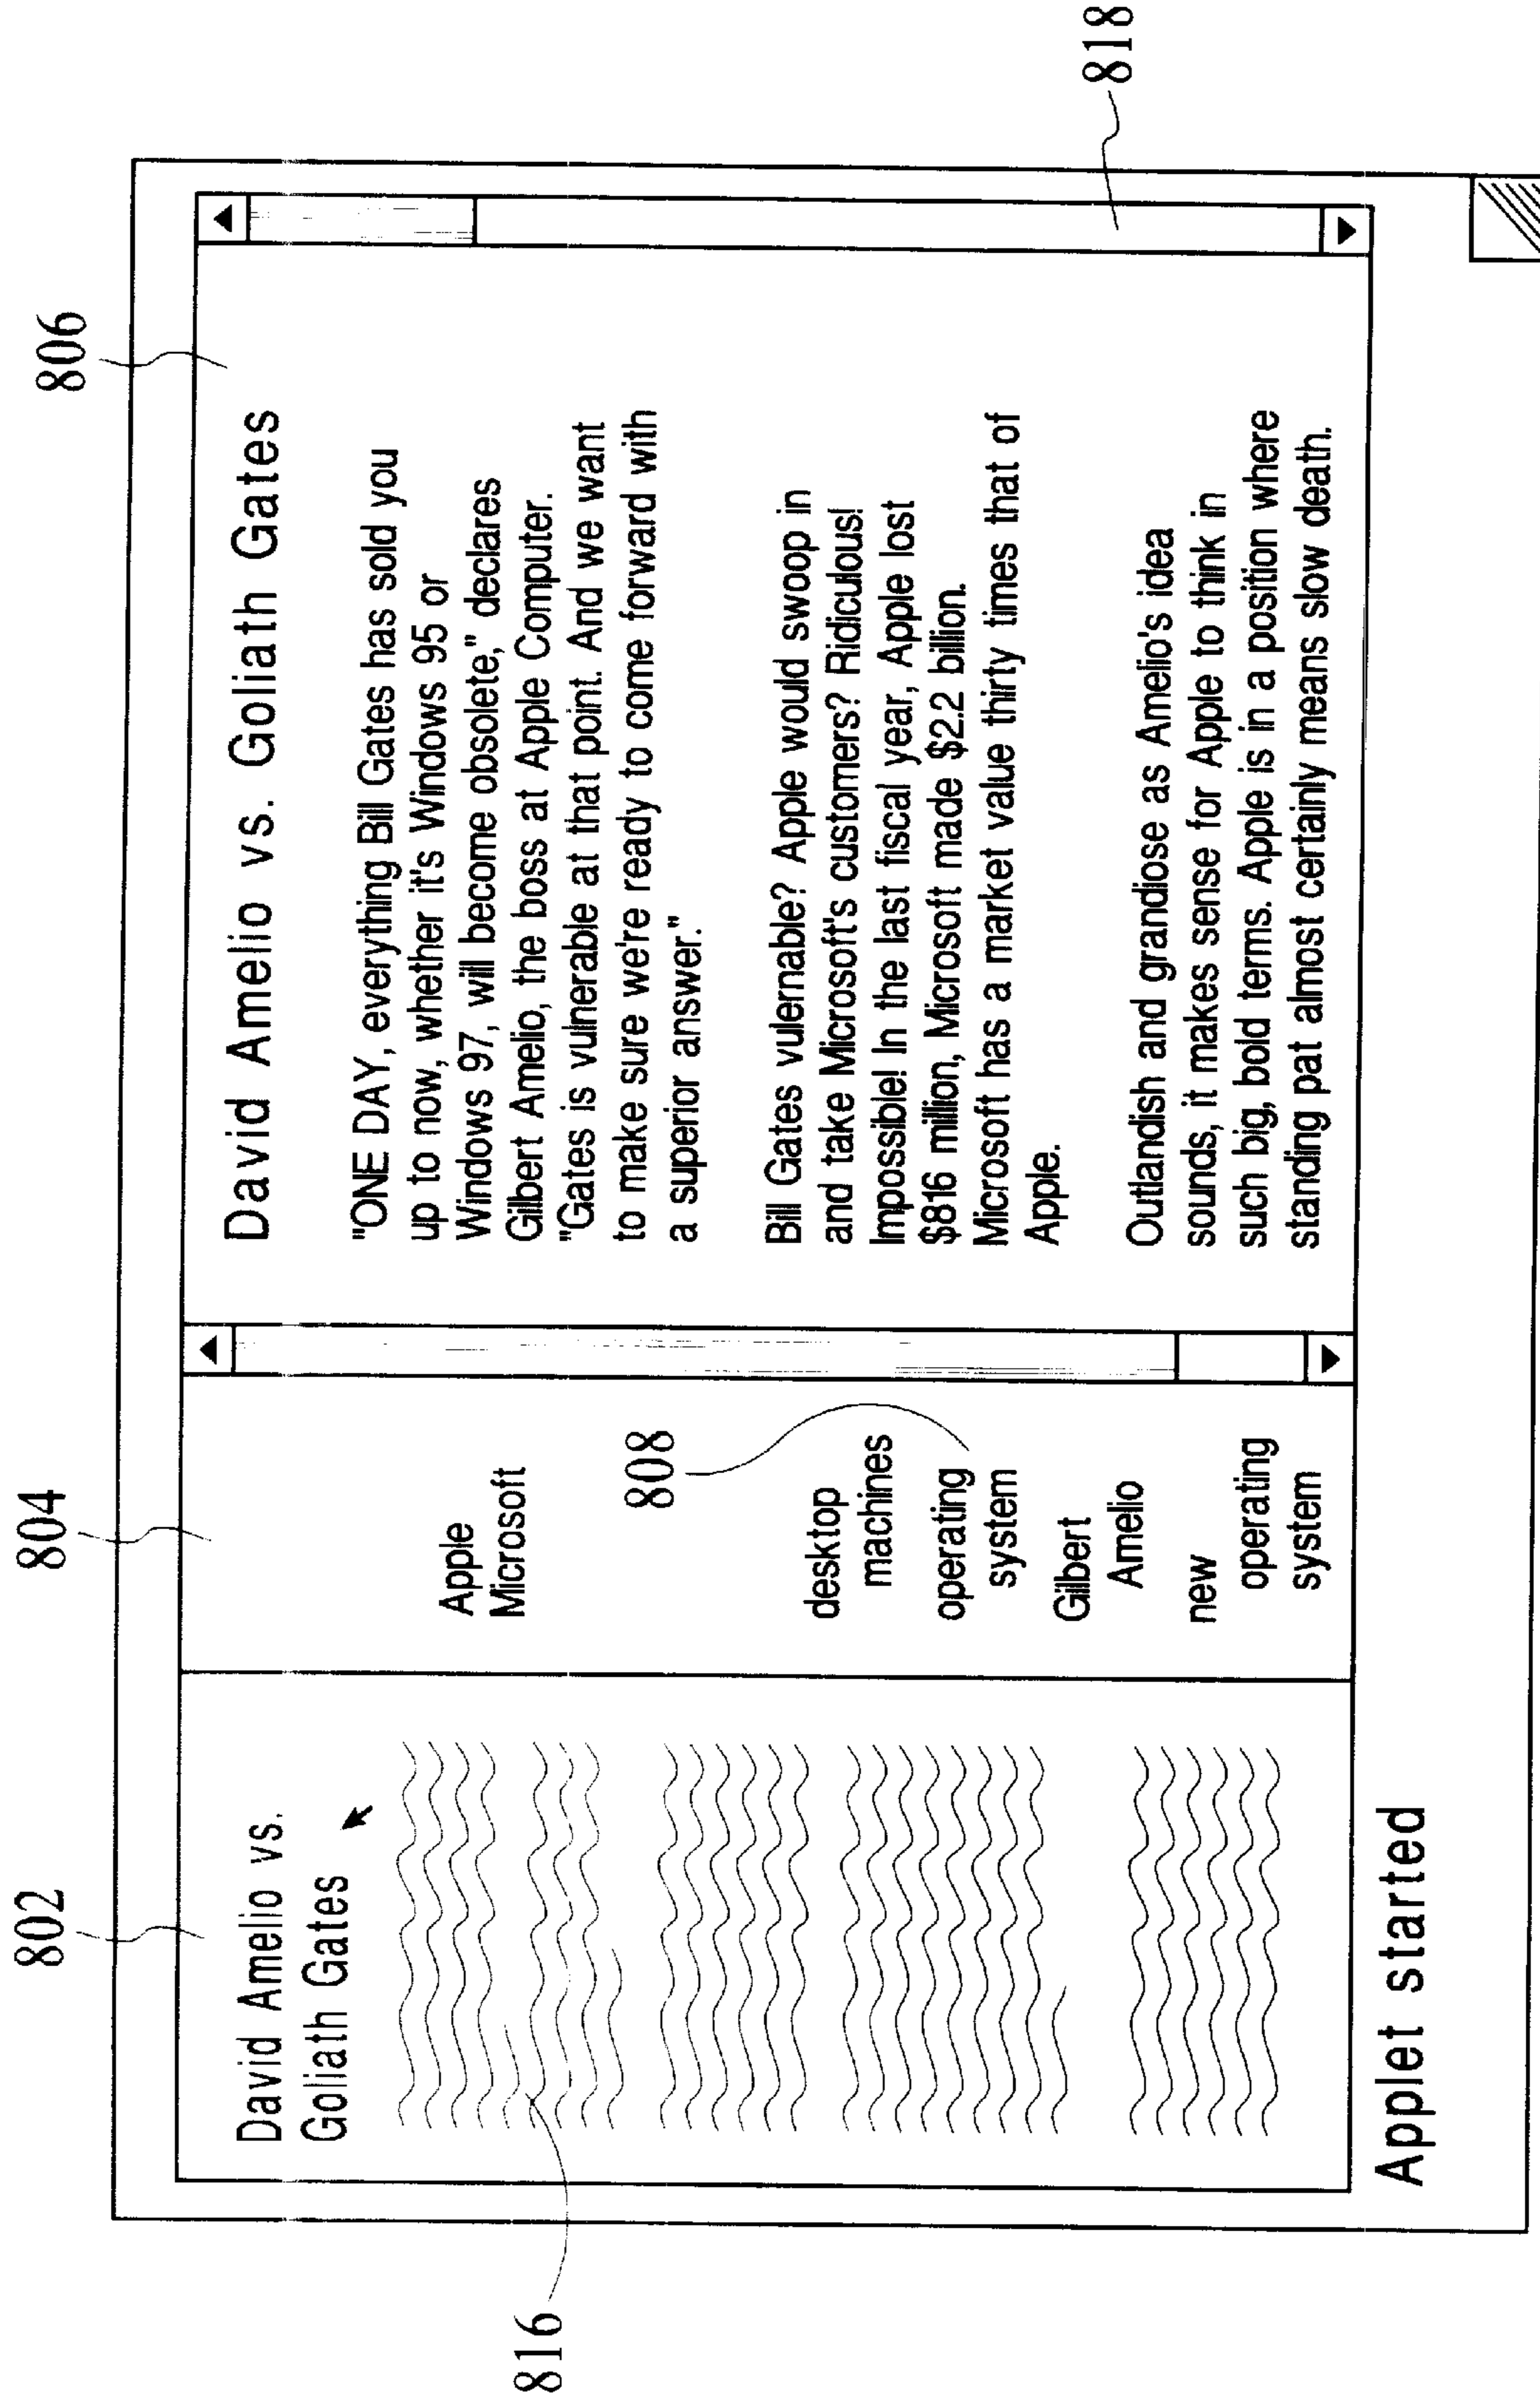 802
804
806
David Amelio vs.
Goliath Gates
816
Apple
Microsoft
808
desktop
machines
operating
system
Gilbert
Amelio
new
operating
system
David Amelio vs. Goliath Gates
"ONE DAY, everything Bill Gates has sold you
up to now, whether it's Windows 95 or
Windows 97, will become obsolete," declares
Gilbert Amelio, the boss at Apple Computer.
"Gates is vulnerable at that point. And we want
to make sure we're ready to come forward with
a superior answer."
Bill Gates vulernable? Apple would swoop in
and take Microsoft's customers? Ridiculous!
Impossible! In the last fiscal year, Apple lost
$816 million, Microsoft made $2.2 billion.
Microsoft has a market value thirty times that of
Apple.
Outlandish and grandiose as Amelio's idea
sounds, it makes sense for Apple to think in
such big, bold terms. Apple is in a position where
standing pat almost certainly means slow death.
818
Applet started